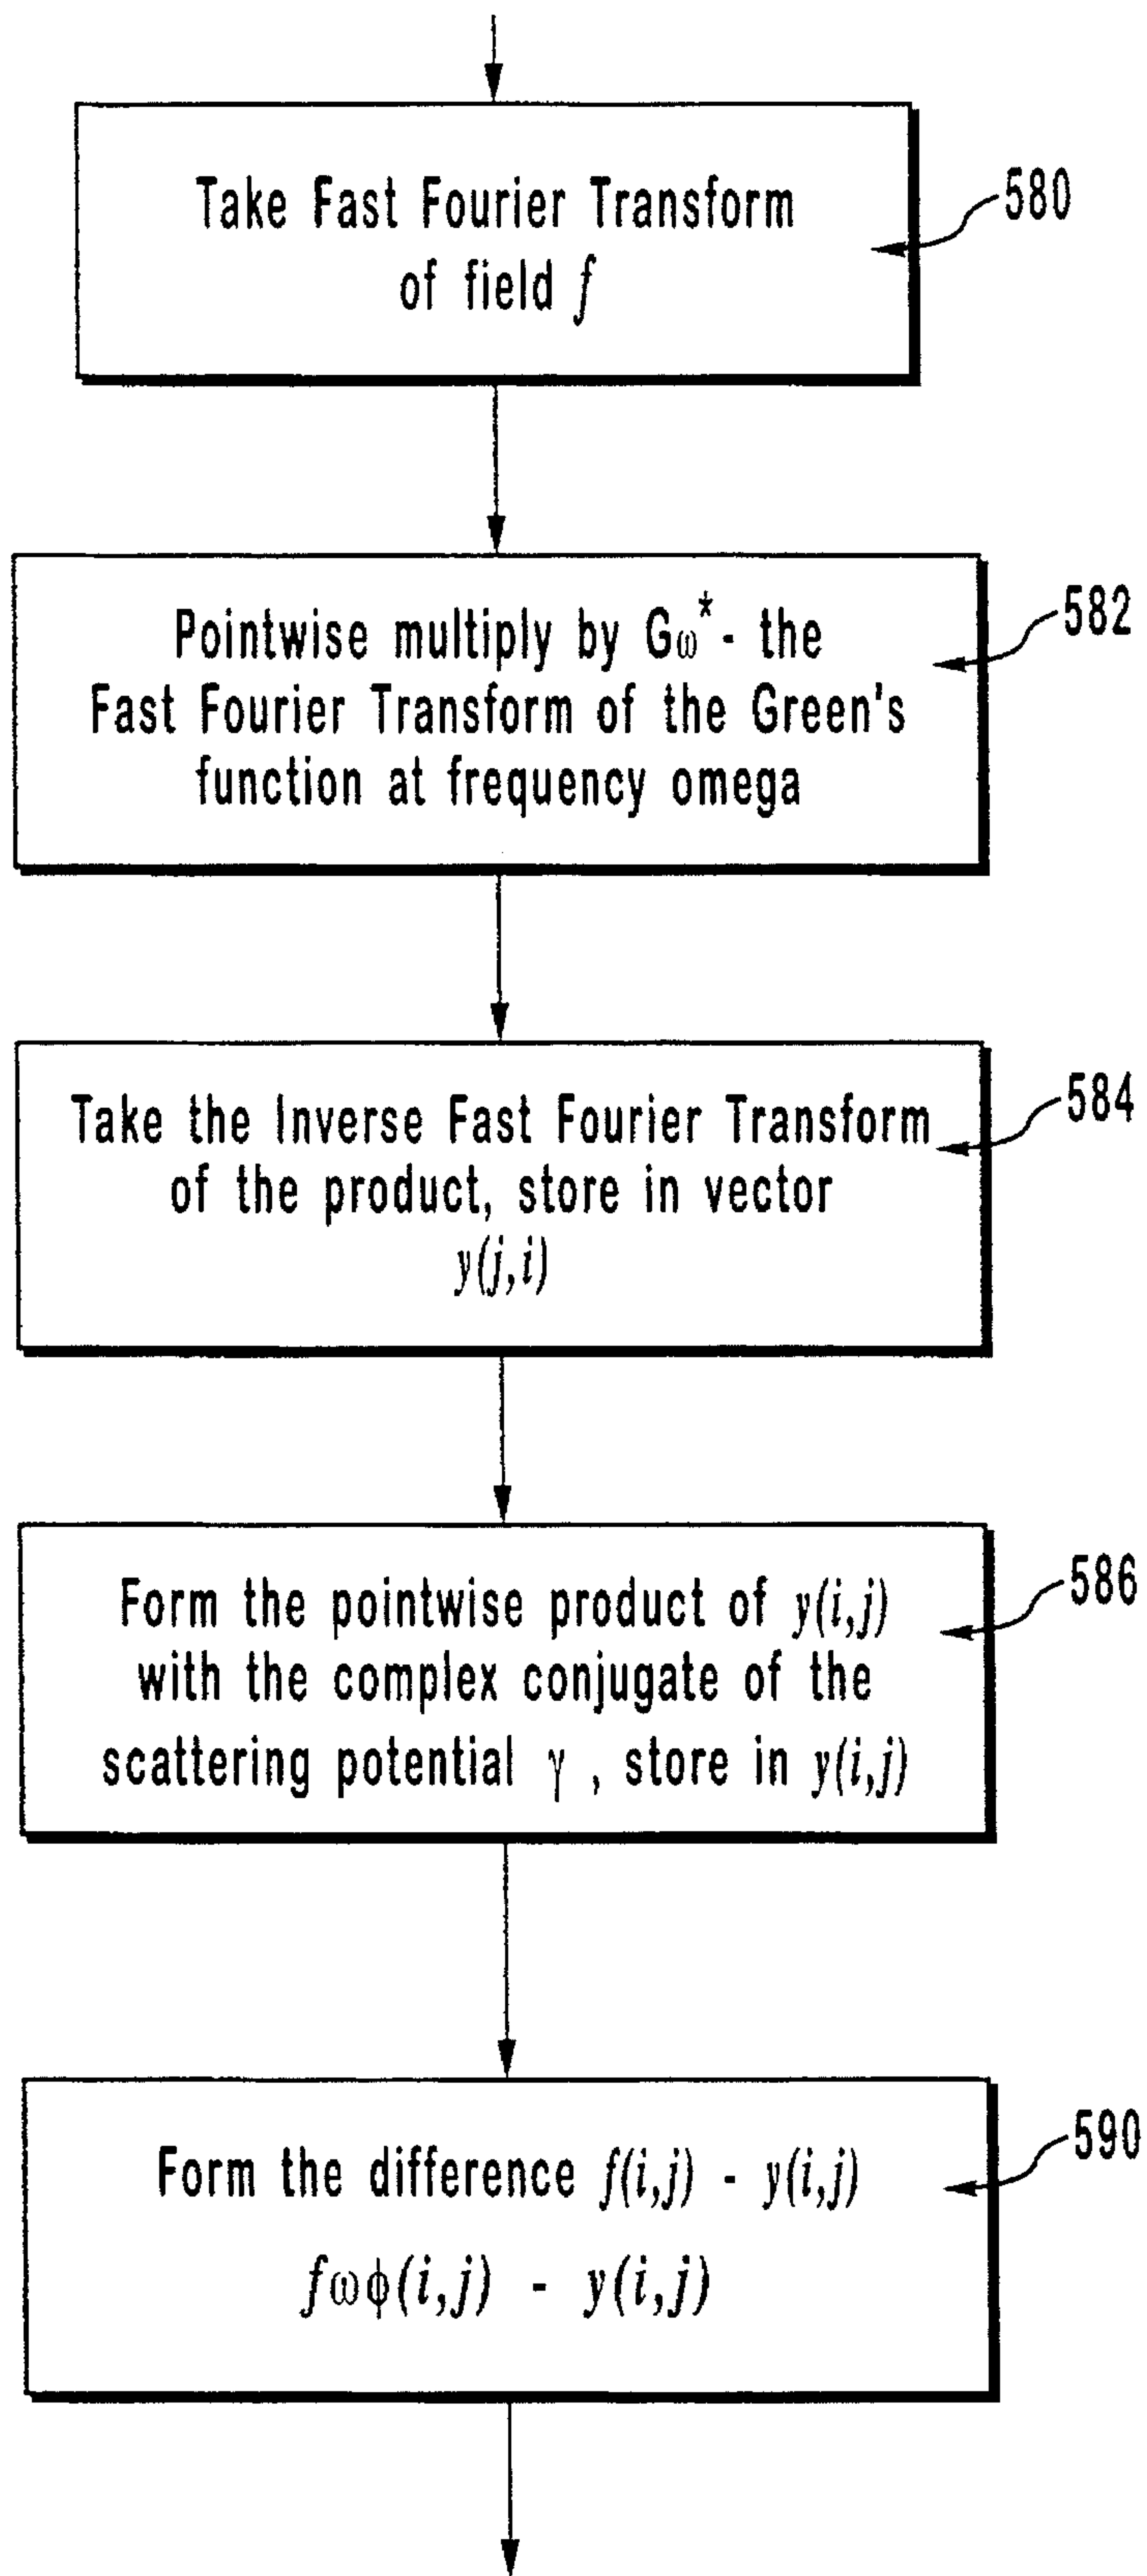 Take Fast Fourier Transform
of field f
580
Pointwise multiply by Gω* - the
Fast Fourier Transform of the Green's
function at frequency omega
582
Take the Inverse Fast Fourier Transform
of the product, store in vector
y(j,i)
584
Form the pointwise product of y(i,j)
with the complex conjugate of the
scattering potential γ , store in y(i,j)
586
Form the difference f(i,j) - y(i,j)
fωϕ(i,j) - y(i,j)
590